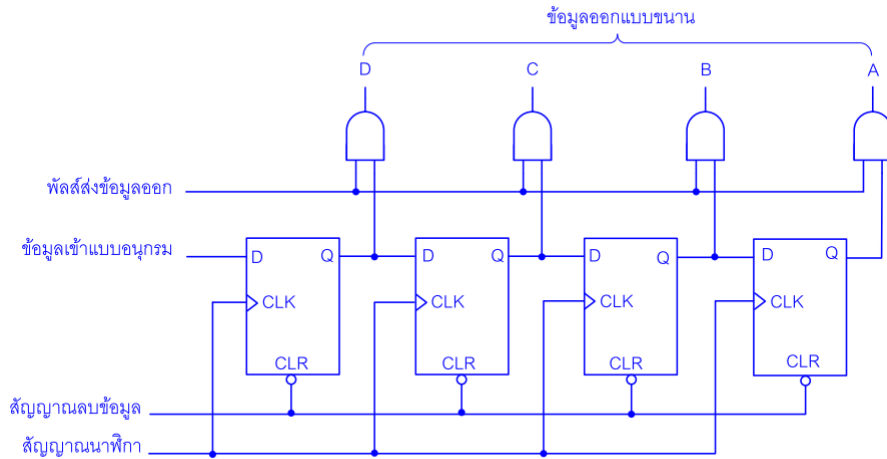 ข้อมูลออกแบบขนาน
D C B A
พัลส์ส่งข้อมูลออก
ข้อมูลเข้าแบบอนุกรม
D Q D Q D Q D Q
CLK CLK CLK CLK
CLR CLR CLR CLR
สัญญาณลบข้อมูล
สัญญาณนาฬิกา